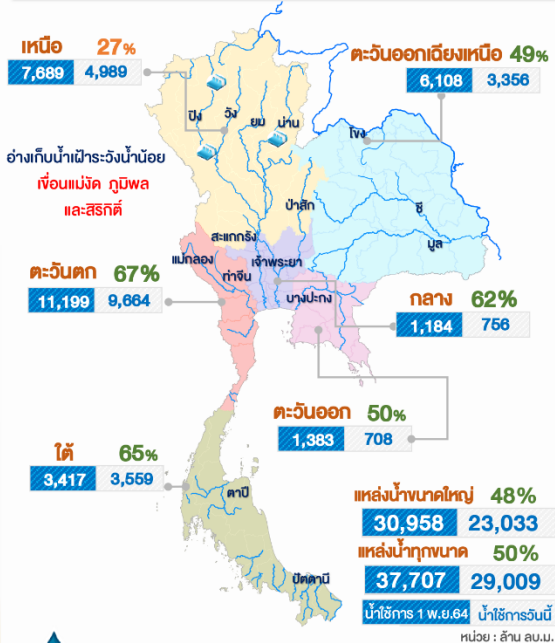 เหนือ 27%
7,689 4,989
ตะวันออกเฉียงเหนือ 49%
6,108 3,356
ปิง
วัง
ยม
น่าน
โขง
อ่างเก็บน้ำเฝ้าระวังน้ำน้อย
เขื่อนแม่งัด ภูมิพล
และสิริกิติ์
ป่าสัก
ชี
มูล
สะแกกรัง
แม่กลอง
เจ้าพระยา
ท่าจีน
บางปะกง
ตะวันตก 67%
11,199 9,664
กลาง 62%
1,184 756
ตะวันออก 50%
1,383 708
ใต้ 65%
3,417 3,559
ตาปี
ปัตตานี
แหล่งน้ำขนาดใหญ่ 48%
30,958 23,033
แหล่งน้ำทุกขนาด 50%
37,707 29,009
น้ำใช้การ 1 พ.ย.64 น้ำใช้การวันนี้
หน่วย : ล้าน ลบ.ม.